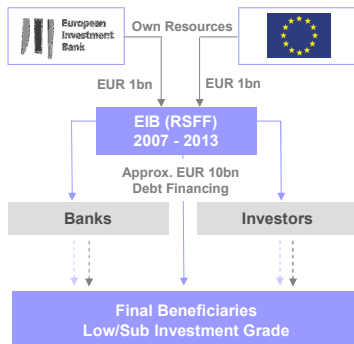 European
Investment
Bank
Own Resources
EUR 1bn
EUR 1bn
EIB (RSFF)
2007 - 2013
Approx. EUR 10bn
Debt Financing
Banks
Investors
Final Beneficiaries
Low/Sub Investment Grade